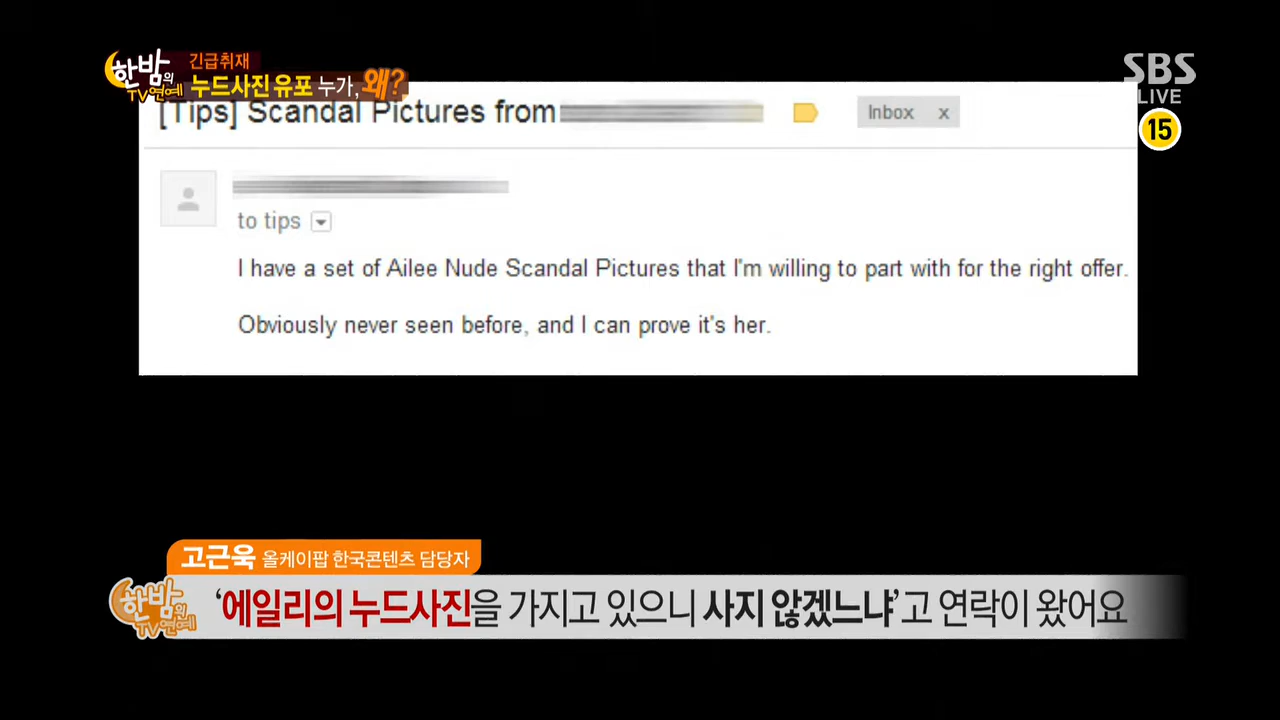 한밤의
TV연예
긴급취재
누드사진 유포 누가, 왜?
SBS
LIVE
15
[Tips] Scandal Pictures from
Inbox x
to tips
I have a set of Ailee Nude Scandal Pictures that I'm willing to part with for the right offer.
Obviously never seen before, and I can prove it's her.
고근욱 올케이팝 한국콘텐츠 담당자
한밤의
TV연예
‘에일리의 누드사진을 가지고 있으니 사지 않겠느냐’고 연락이 왔어요